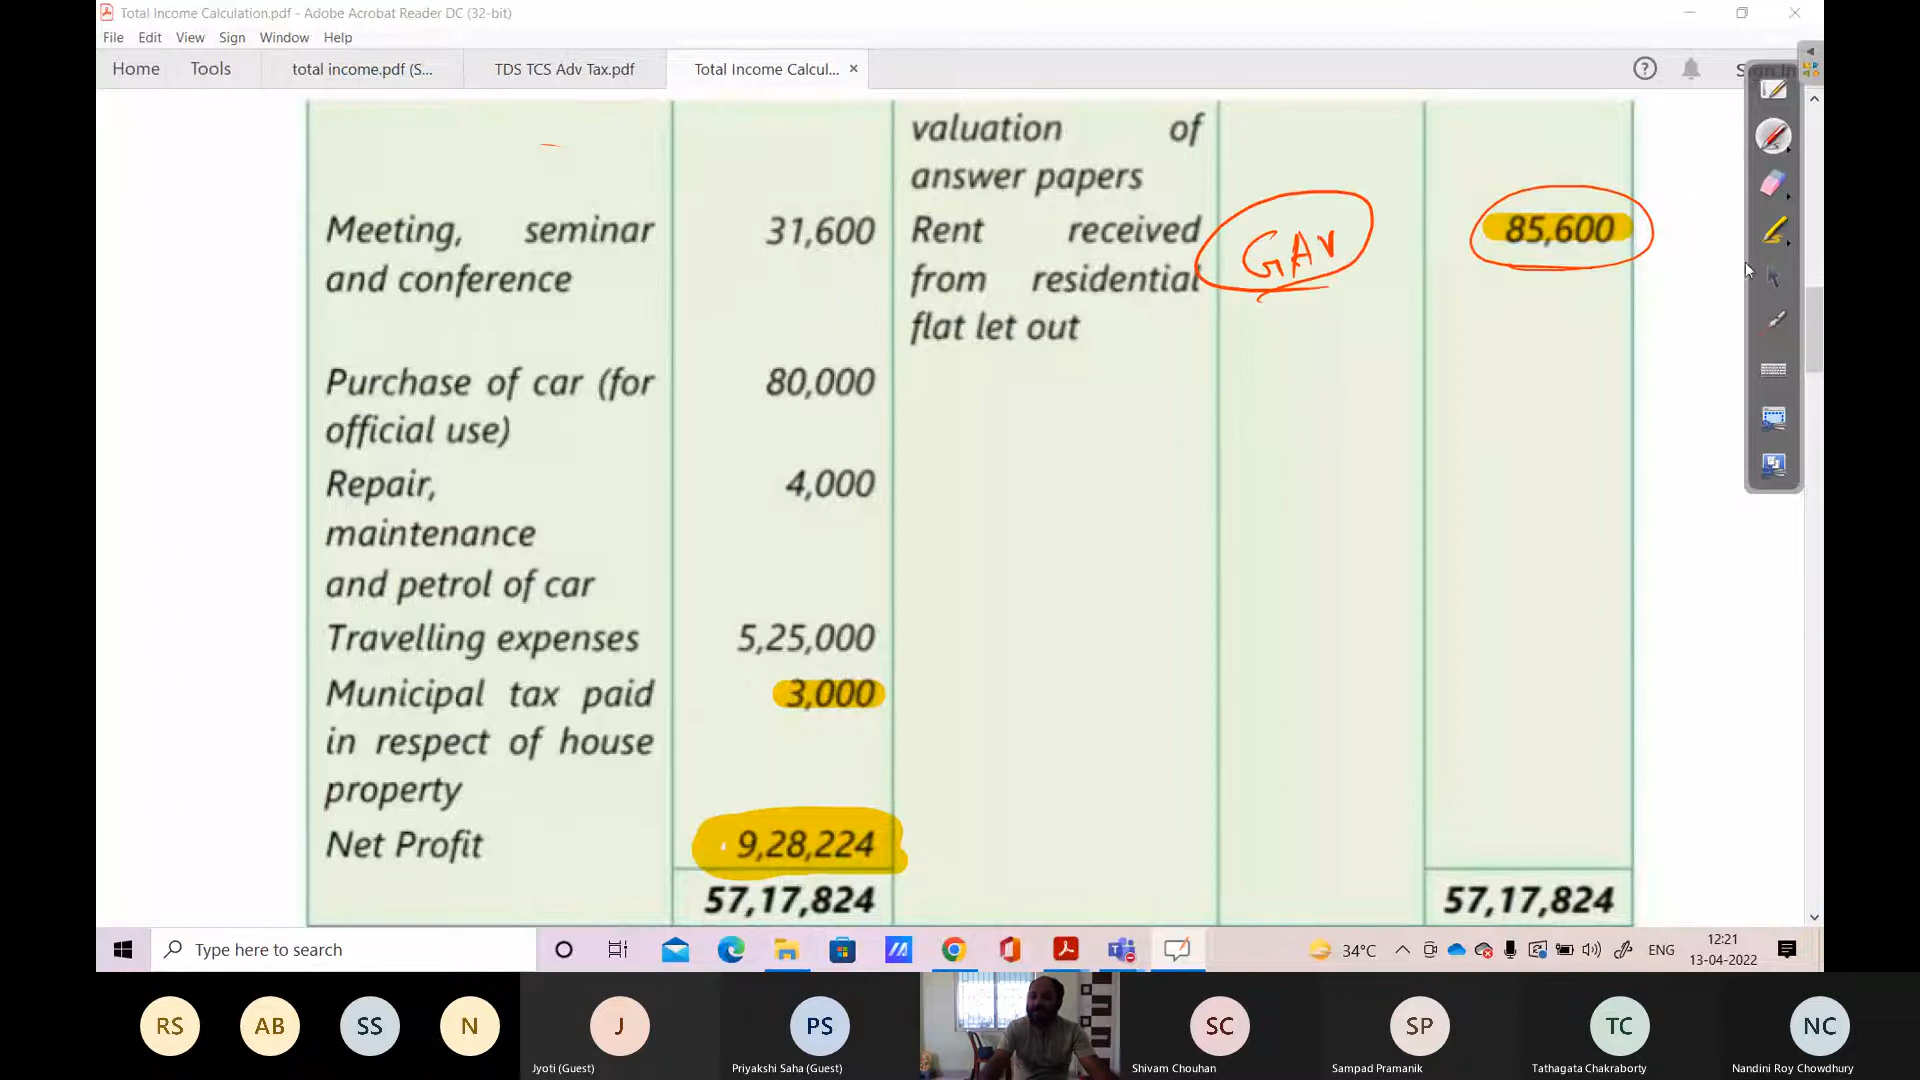 Total Income Calculation.pdf - Adobe Acrobat Reader DC (32-bit)
File Edit View Sign Window Help
Home Tools total income.pdf (S... TDS TCS Adv Tax.pdf Total Income Calcul... ×
valuation of
answer papers
Meeting, seminar 31,600 Rent received GAV 85,600
and conference from residential
flat let out
Purchase of car (for 80,000
official use)
Repair, 4,000
maintenance
and petrol of car
Travelling expenses 5,25,000
Municipal tax paid 3,000
in respect of house
property
Net Profit 9,28,224
57,17,824 57,17,824
Type here to search 34°C ENG 12:21
13-04-2022
RS AB SS N J PS SC SP TC NC
Jyoti (Guest) Priyakshi Saha (Guest) Shivam Chouhan Sampad Pramanik Tathagata Chakraborty Nandini Roy Chowdhury